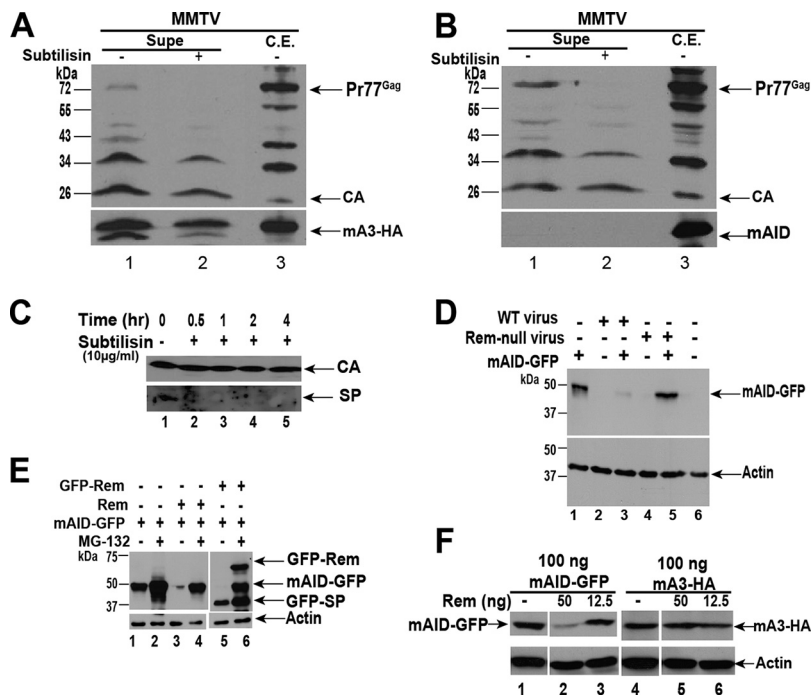 A
MMTV
Supe C.E.
Subtilisin - + -
kDa
72
55
43
34
26
Pr77Gag
CA
mA3-HA
1 2 3
B
MMTV
Supe C.E.
Subtilisin - + -
kDa
72
55
43
34
26
Pr77Gag
CA
mAID
1 2 3
C
Time (hr) 0 0.5 1 2 4
Subtilisin - + + + +
(10µg/ml)
CA
SP
1 2 3 4 5
D
WT virus - + + - - -
Rem-null virus - - - + + -
mAID-GFP + - + - + -
kDa
50
37
mAID-GFP
50
37
Actin
1 2 3 4 5 6
E
GFP-Rem - - - - + +
Rem - - + + - -
mAID-GFP + + + + + +
MG-132 - + - + - +
kDa 75
50
37
GFP-Rem
mAID-GFP
GFP-SP
Actin
1 2 3 4 5 6
F
100 ng 100 ng
mAID-GFP mA3-HA
Rem (ng) - 50 12.5 - 50 12.5
mAID-GFP
mA3-HA
Actin
1 2 3 4 5 6